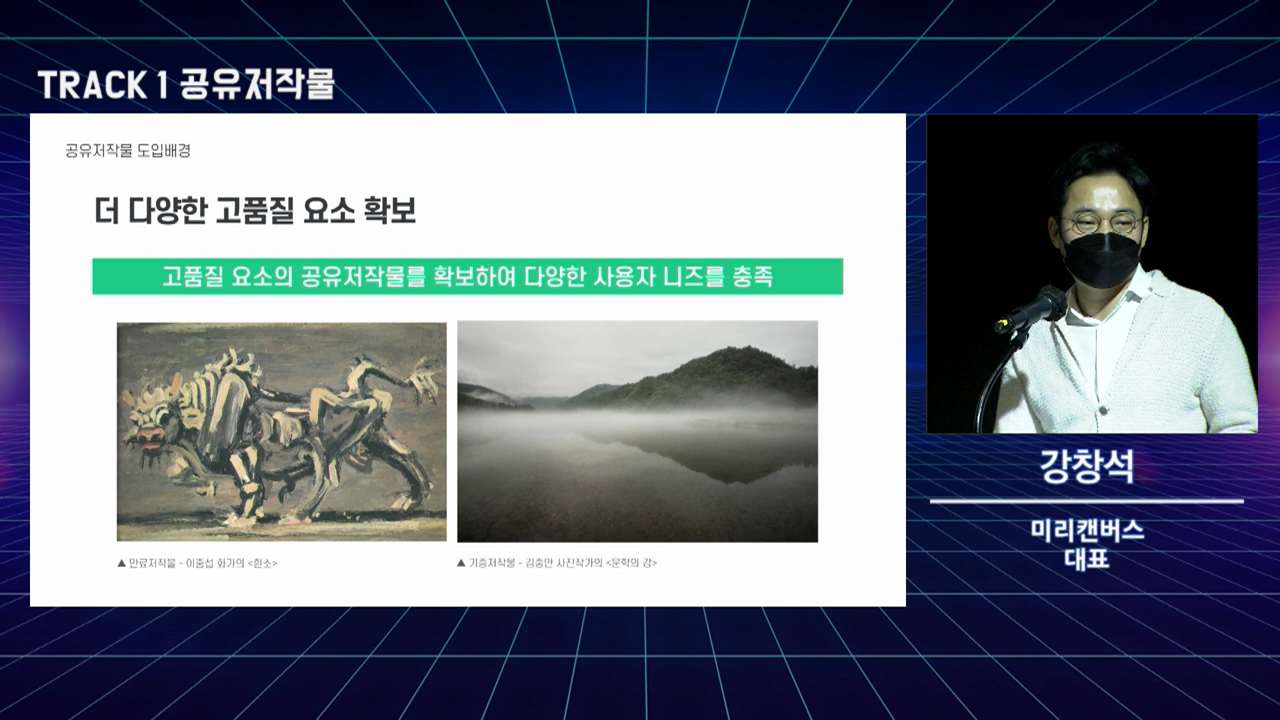 TRACK 1 공유저작물
공유저작물 도입배경
더 다양한 고품질 요소 확보
고품질 요소의 공유저작물를 확보하여 다양한 사용자 니즈를 충족
▲ 만료저작물 - 이중섭 화가의 <흰소>
▲ 기증저작물 - 김중만 사진작가의 <문학의 강>
강창석
미리캔버스
대표